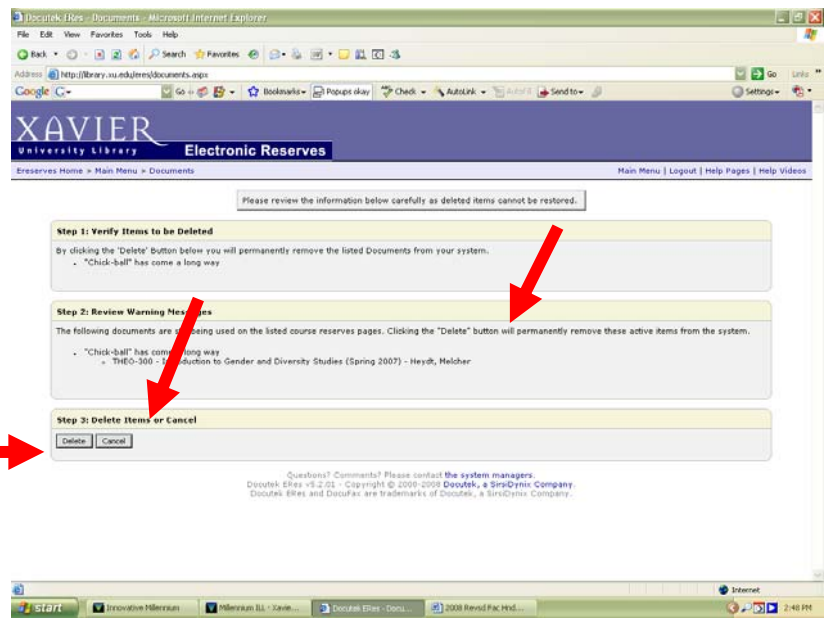 Docutek ERes - Documents - Microsoft Internet Explorer
File Edit View Favorites Tools Help
Back Search Favorites
Address http://library.xu.edu/eres/documents.aspx Go Links
Google Go Bookmarks Popups okay Check AutoLink AutoFill Send to Settings
XAVIER
University Library Electronic Reserves
Ereserves Home > Main Menu > Documents Main Menu | Logout | Help Pages | Help Videos
Please review the information below carefully as deleted items cannot be restored.
Step 1: Verify Items to be Deleted
By clicking the 'Delete' Button below you will permanently remove the listed Documents from your system.
"Chick-ball" has come a long way
Step 2: Review Warning Messages
The following documents are still being used on the listed course reserves pages. Clicking the "Delete" button will permanently remove these active items from the system.
"Chick-ball" has come a long way
THEO-300 - Introduction to Gender and Diversity Studies (Spring 2007) - Heydt, Melcher
Step 3: Delete Items or Cancel
Delete Cancel
Questions? Comments? Please contact the system managers.
Docutek ERes v5.2.01 - Copyright © 2000-2008 Docutek, a SirsiDynix Company.
Docutek ERes and DocuFax are trademarks of Docutek, a SirsiDynix Company.
Internet
start Innovative Millennium Millennium ILL - Xavie... Docutek ERes - Docu... 2008 Revsd Fac Hnd... 2:48 PM